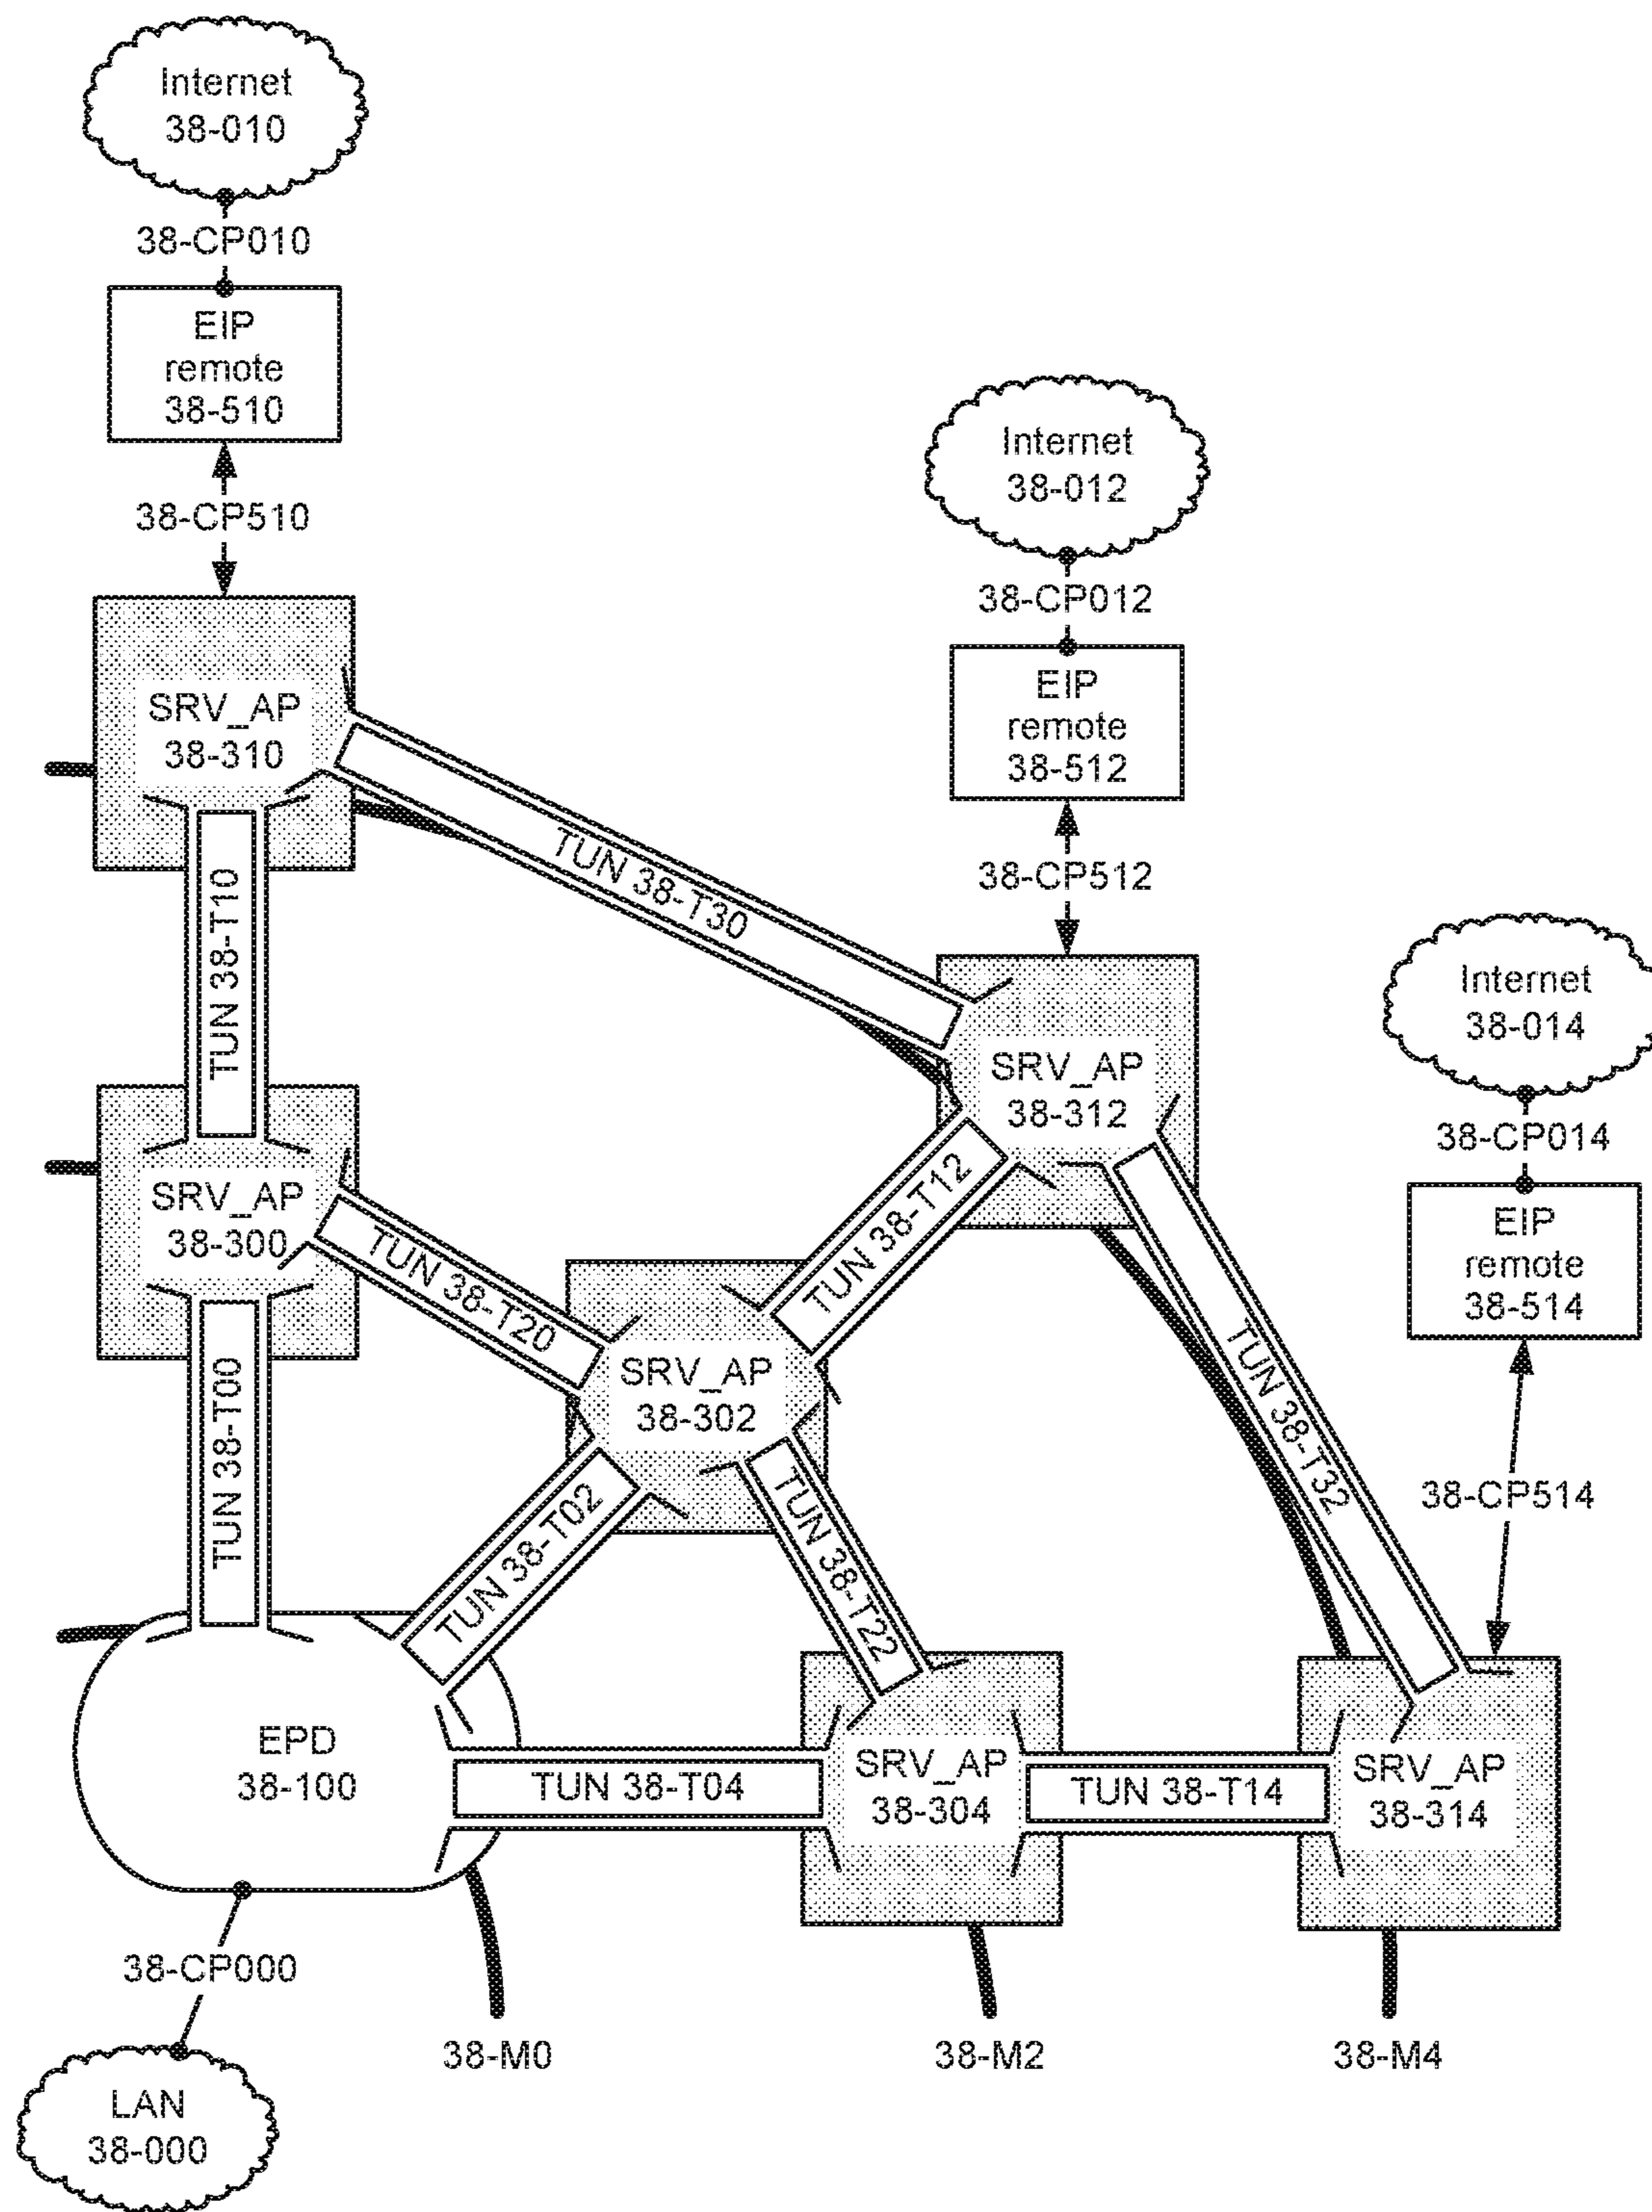 Internet
38-010
38-CP010
EIP
remote
38-510
38-CP510
Internet
38-012
38-CP012
EIP
remote
38-512
38-CP512
SRV_AP
38-310
TUN 38-T30
TUN 38-T10
Internet
38-014
38-CP014
EIP
remote
38-514
38-CP514
SRV_AP
38-312
SRV_AP
38-300
TUN 38-T20
TUN 38-T12
TUN 38-T32
SRV_AP
38-302
TUN 38-T00
TUN 38-T02
TUN 38-T22
EPD
38-100
TUN 38-T04
SRV_AP
38-304
TUN 38-T14
SRV_AP
38-314
38-CP000
38-M0
38-M2
38-M4
LAN
38-000